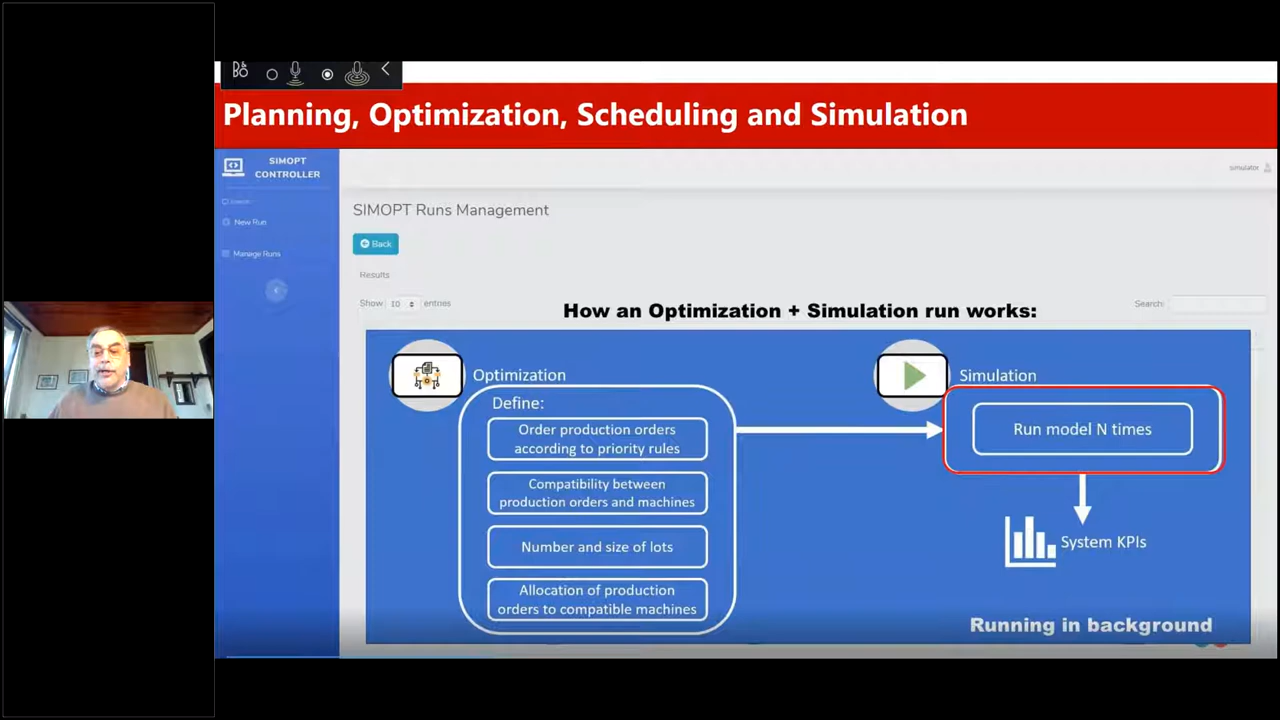 Planning, Optimization, Scheduling and Simulation
SIMOPT
CONTROLLER
simulator
New Run
Manage Runs
SIMOPT Runs Management
Back
Results
Show 10 entries
Search:
How an Optimization + Simulation run works:
Optimization
Define:
Order production orders
according to priority rules
Compatibility between
production orders and machines
Number and size of lots
Allocation of production
orders to compatible machines
Simulation
Run model N times
System KPIs
Running in background